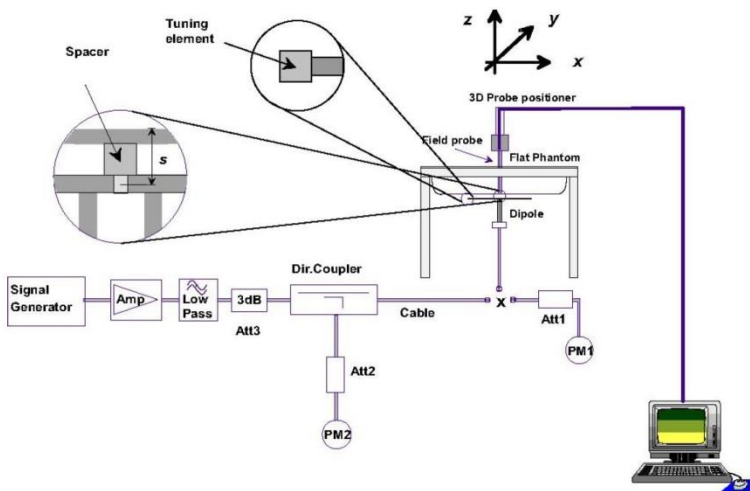 Tuning
element
Spacer
s
z
y
x
3D Probe positioner
Field probe
Flat Phantom
Dipole
Dir.Coupler
Signal
Generator
Amp
Low
Pass
3dB
Att3
Cable
x
Att1
PM1
Att2
PM2